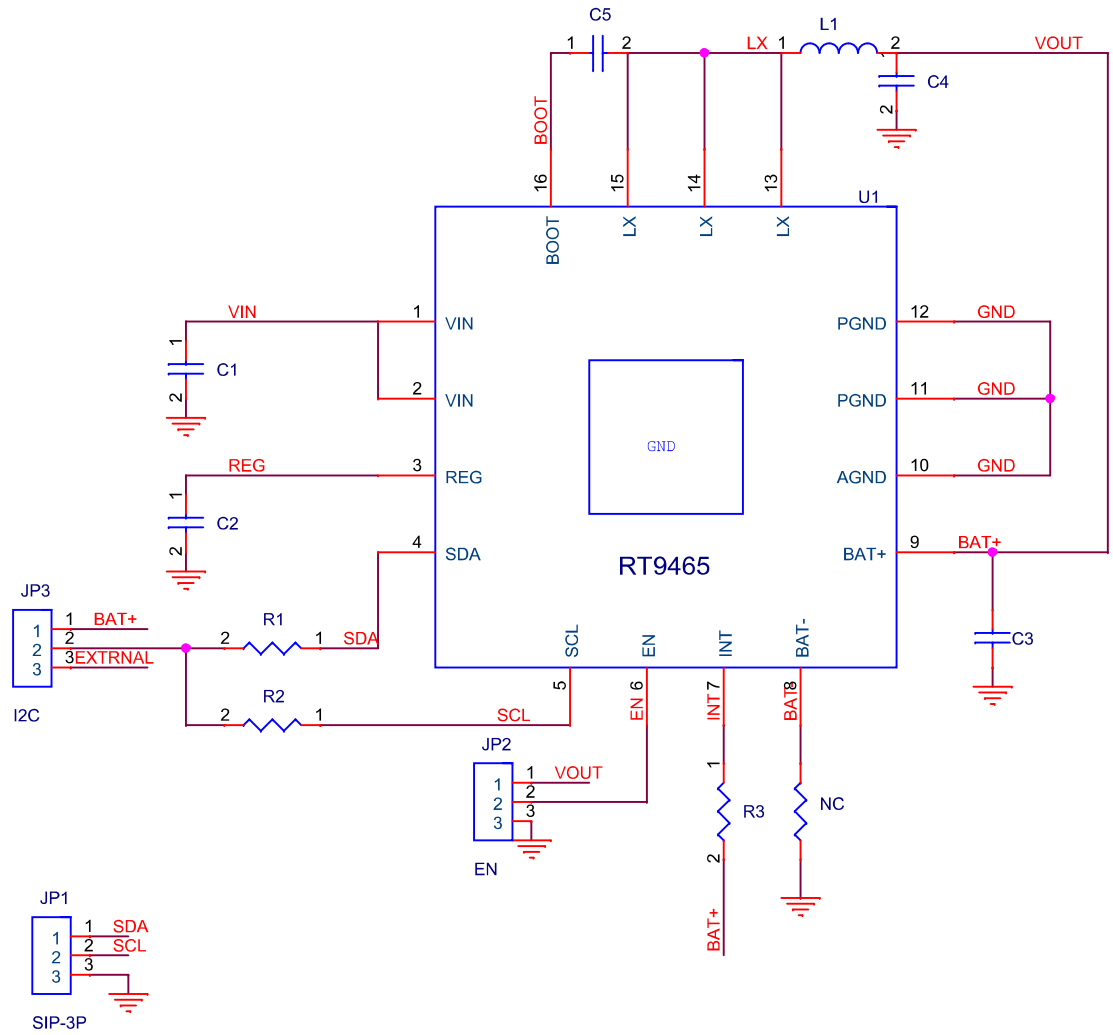 C5
L1
1
2
LX
1
2
VOUT
C4
2
BOOT
16
15
14
13
U1
BOOT
LX
LX
LX
VIN
1
VIN
PGND
12
GND
1
C1
2
2
VIN
PGND
11
GND
GND
REG
3
REG
AGND
10
GND
1
C2
2
4
SDA
RT9465
BAT+
9
BAT+
JP3
1
BAT+
1
2
2
3
3EXTRNAL
I2C
R1
2
1
SDA
R2
2
1
SCL
SCL
5
EN
6
EN
INT
7
INT
BAT-
8
BAT-
C3
JP2
1
VOUT
1
2
2
3
3
EN
1
R3
2
BAT+
NC
JP1
1
SDA
1
2
SCL
2
3
3
SIP-3P